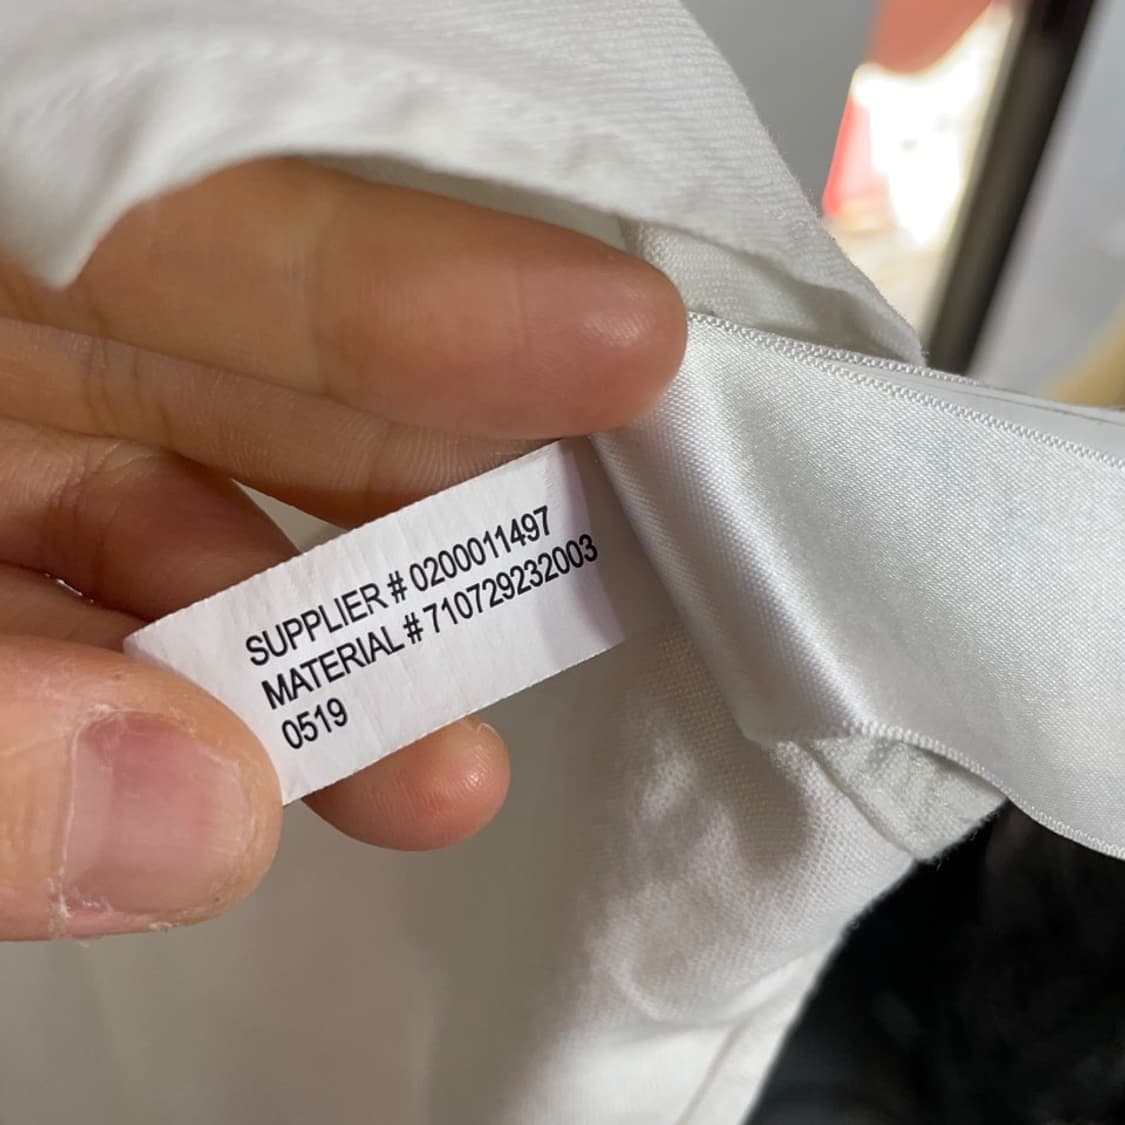 SUPPLIER # 0200011497
MATERIAL # 710729232003
0519